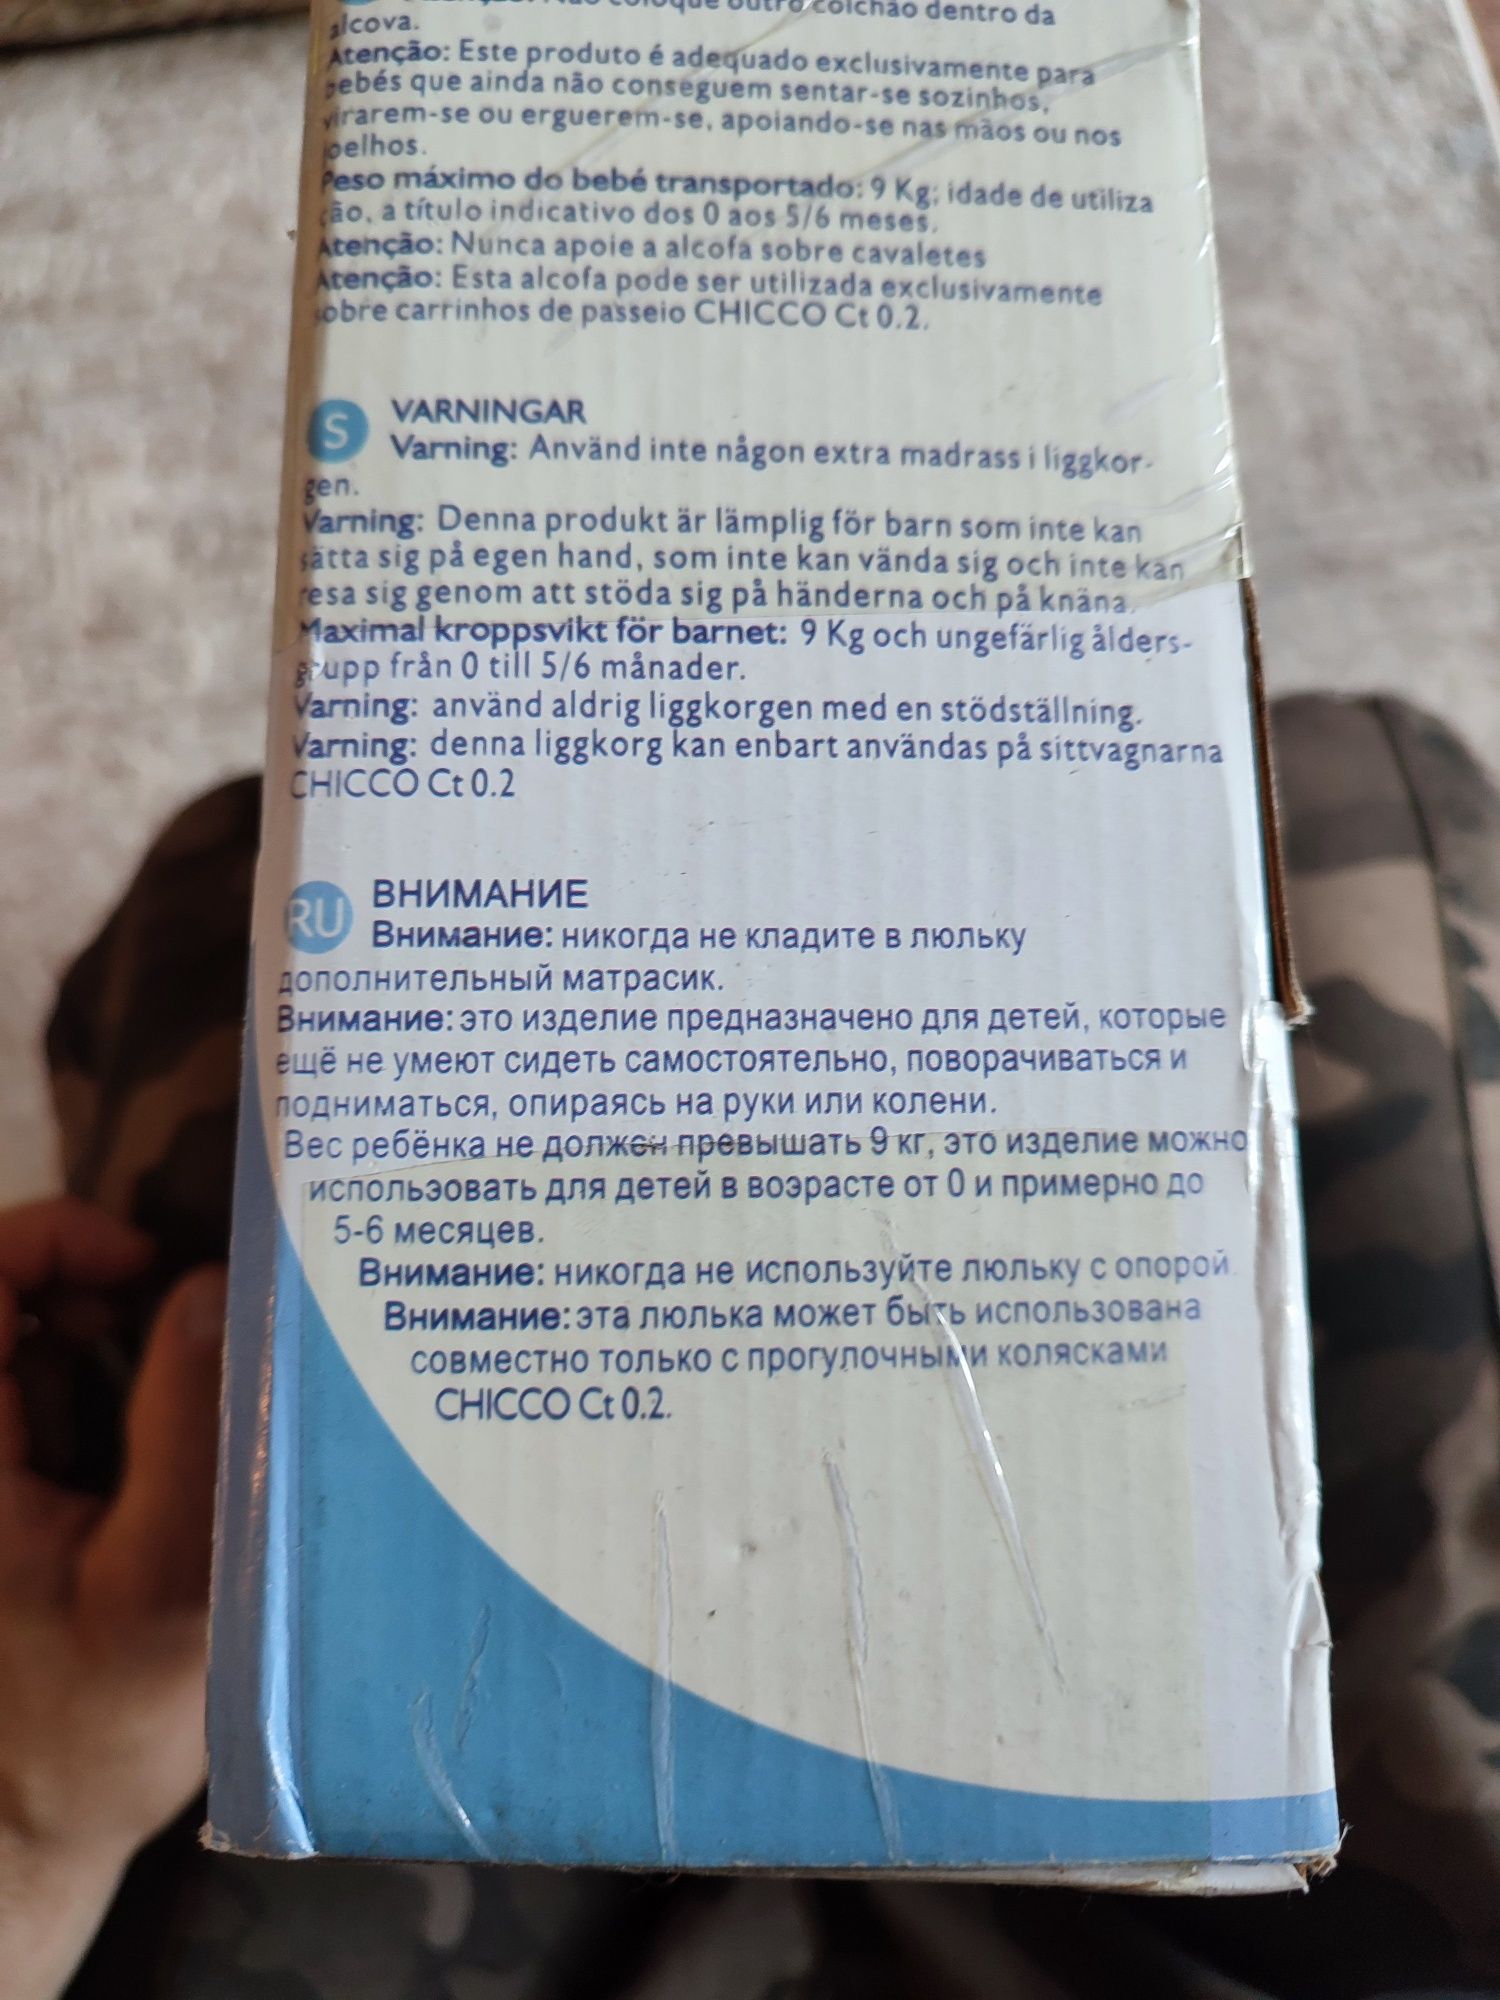 outro colchão dentro da
alcova.
Atenção: Este produto é adequado exclusivamente para
bebés que ainda não conseguem sentar-se sozinhos,
virarem-se ou erguerem-se, apoiando-se nas mãos ou nos
joelhos.
Peso máximo do bebé transportado: 9 Kg; idade de utiliza
ção, a título indicativo dos 0 aos 5/6 meses.
Atenção: Nunca apoie a alcofa sobre cavaletes
Atenção: Esta alcofa pode ser utilizada exclusivamente
sobre carrinhos de passeio CHICCO Ct 0.2.
S VARNINGAR
Varning: Använd inte någon extra madrass i liggkor-
gen.
Varning: Denna produkt är lämplig för barn som inte kan
sätta sig på egen hand, som inte kan vända sig och inte kan
resa sig genom att stöda sig på händerna och på knäna.
Maximal kroppsvikt för barnet: 9 Kg och ungefärlig ålders-
grupp från 0 till 5/6 månader.
Varning: använd aldrig liggkorgen med en stödställning.
Varning: denna liggkorg kan enbart användas på sittvagnarna
CHICCO Ct 0.2
RU ВНИМАНИЕ
Внимание: никогда не кладите в люльку
дополнительный матрасик.
Внимание: это изделие предназначено для детей, которые
ещё не умеют сидеть самостоятельно, поворачиваться и
подниматься, опираясь на руки или колени.
Вес ребёнка не должен превышать 9 кг, это изделие можно
использовать для детей в возрасте от 0 и примерно до
5-6 месяцев.
Внимание: никогда не используйте люльку с опорой.
Внимание: эта люлька может быть использована
совместно только с прогулочными колясками
CHICCO Ct 0.2.